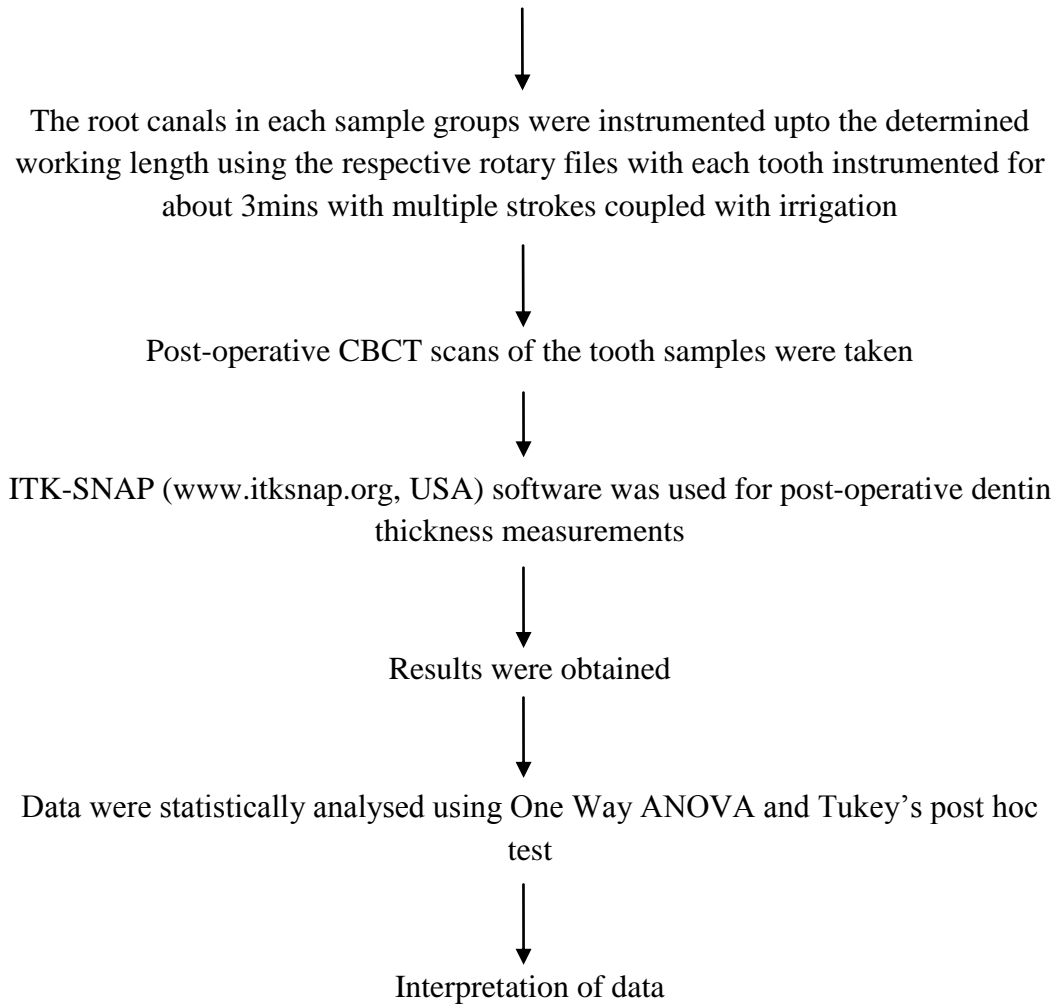 The root canals in each sample groups were instrumented upto the determined
working length using the respective rotary files with each tooth instrumented for
about 3mins with multiple strokes coupled with irrigation
Post-operative CBCT scans of the tooth samples were taken
ITK-SNAP (www.itksnap.org, USA) software was used for post-operative dentin
thickness measurements
Results were obtained
Data were statistically analysed using One Way ANOVA and Tukey’s post hoc
test
Interpretation of data